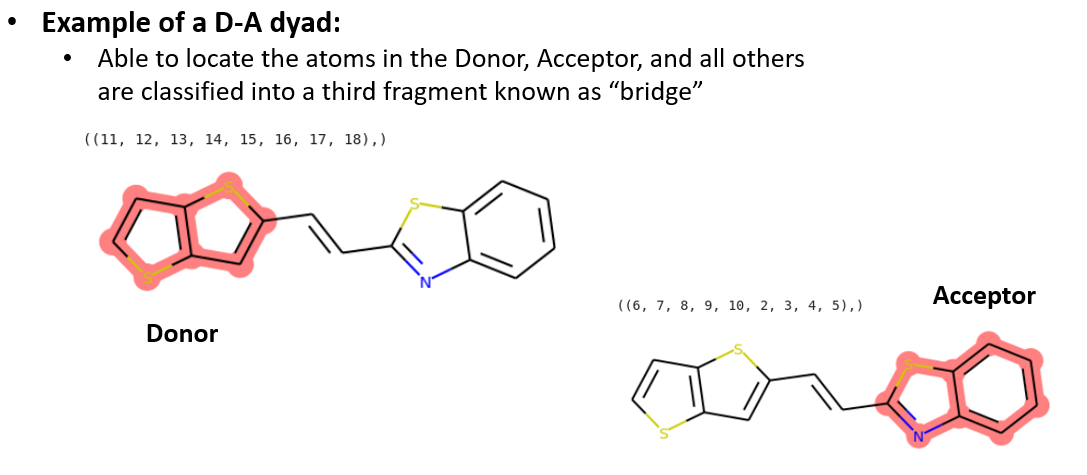 • Example of a D-A dyad:
• Able to locate the atoms in the Donor, Acceptor, and all others
are classified into a third fragment known as “bridge”
((11, 12, 13, 14, 15, 16, 17, 18),)
S
S
S
N
Donor
Acceptor
((6, 7, 8, 9, 10, 2, 3, 4, 5),)
S
S
S
N